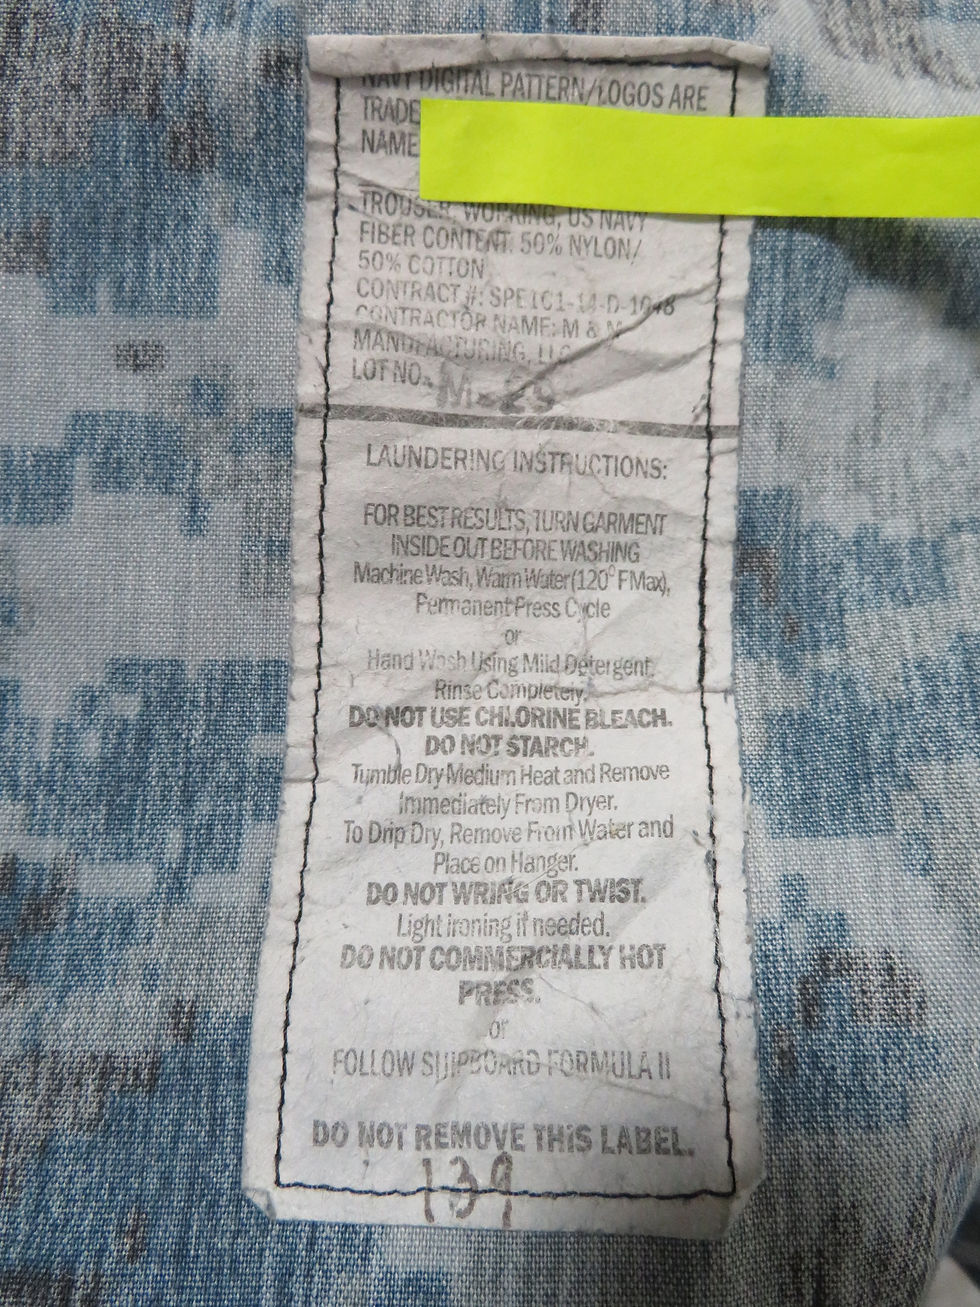 NAVY DIGITAL PATTERN/LOGOS ARE
TRADE
NAME
TROUSER, WORKING, US NAVY
FIBER CONTENT: 50% NYLON/
50% COTTON
CONTRACT #: SPE1C1-14-D-1048
CONTRACTOR NAME: M & M
MANUFACTURING, LLC
LOT NO. M-29
LAUNDERING INSTRUCTIONS:
FOR BEST RESULTS, TURN GARMENT
INSIDE OUT BEFORE WASHING
Machine Wash, Warm Water (120° F Max),
Permanent Press Cycle
or
Hand Wash Using Mild Detergent
Rinse Completely.
DO NOT USE CHLORINE BLEACH.
DO NOT STARCH.
Tumble Dry Medium Heat and Remove
Immediately From Dryer.
To Drip Dry, Remove From Water and
Place on Hanger.
DO NOT WRING OR TWIST.
Light ironing if needed.
DO NOT COMMERCIALLY HOT
PRESS.
or
FOLLOW SHIPBOARD FORMULA II
DO NOT REMOVE THIS LABEL.
139